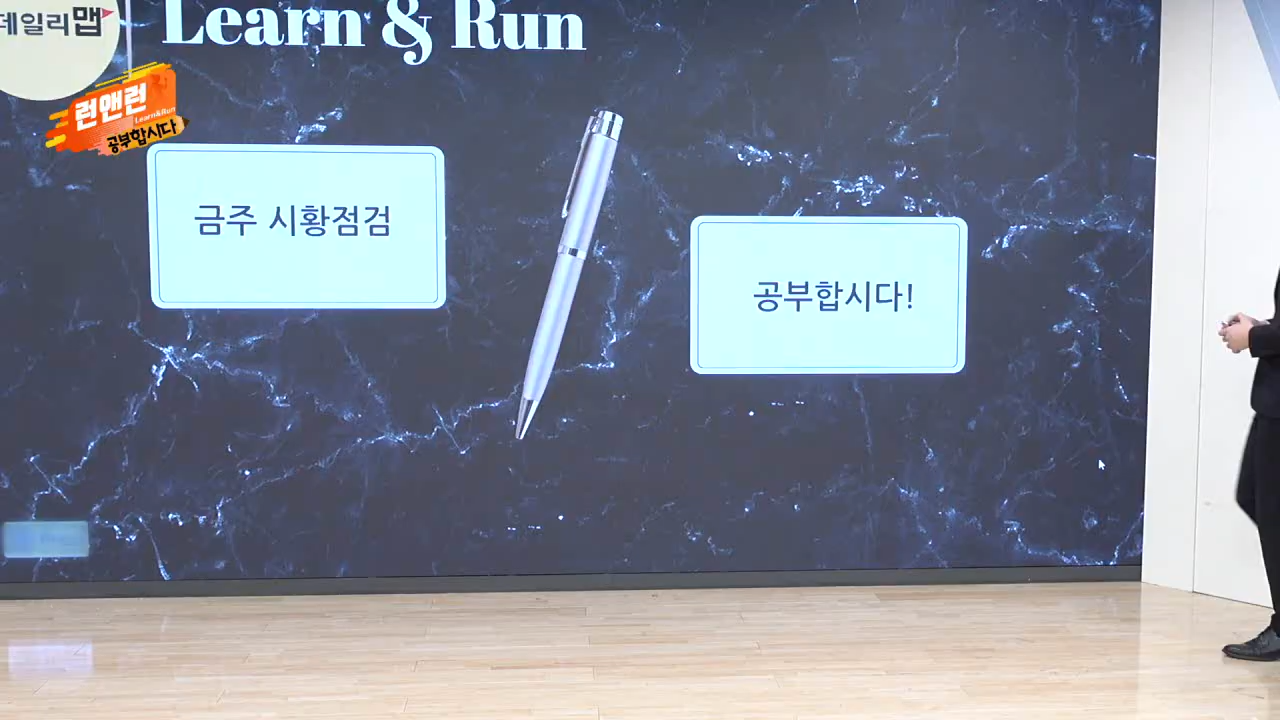 데일리맵
Learn & Run
런앤런
Learn&Run
공부합시다
금주 시황점검
공부합시다!